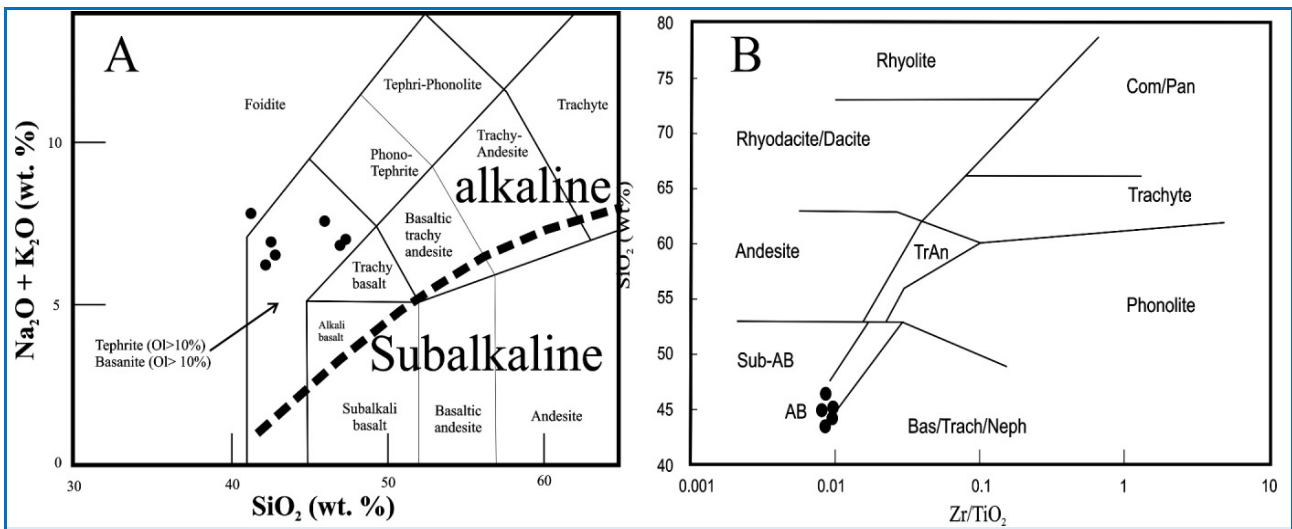 A
Na₂O + K₂O (wt. %)
10
5
0
30
40
50
60
SiO₂ (wt. %)
Foidite
Tephri-Phonolite
Trachyte
Phono-
Tephrite
Trachy-
Andesite
alkaline
Basaltic
trachy
andesite
Trachy
basalt
Tephrite (Ol>10%)
Basanite (Ol> 10%)
Alkali
basalt
Subalkaline
Subalkali
basalt
Basaltic
andesite
Andesite
B
SiO₂ (wt%)
80
75
70
65
60
55
50
45
40
0.001
0.01
0.1
1
10
Zr/TiO₂
Rhyolite
Com/Pan
Rhyodacite/Dacite
Trachyte
Andesite
TrAn
Phonolite
Sub-AB
AB
Bas/Trach/Neph